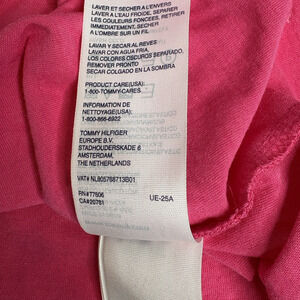 LAVER ET SECHER A L'ENVERS
LAVER A L'EAU FROIDE, SEPARER
LES COULEURS FONCEES, RETIRER
IMMEDIATEMENT, SECHER
A L'OMBRE SUR UN FIL
LAVAR Y SECAR AL REVES
LAVAR CON AGUA FRIA,
LOS COLORES OSCUROS SEPARADO,
REMOVER PRONTO
SECAR COLGADO EN LA SOMBRA
PRODUCT CARE(USA):
1-800-TOMMY-CARES
INFORMATION DE
NETTOYAGE(USA):
1-800-866-6922
TOMMY HILFIGER
EUROPE B.V.
STADHOUDERSKADE 6
AMSTERDAM,
THE NETHERLANDS
VAT# NL805768713B01
RN#77806
CA#20761
UE-25A